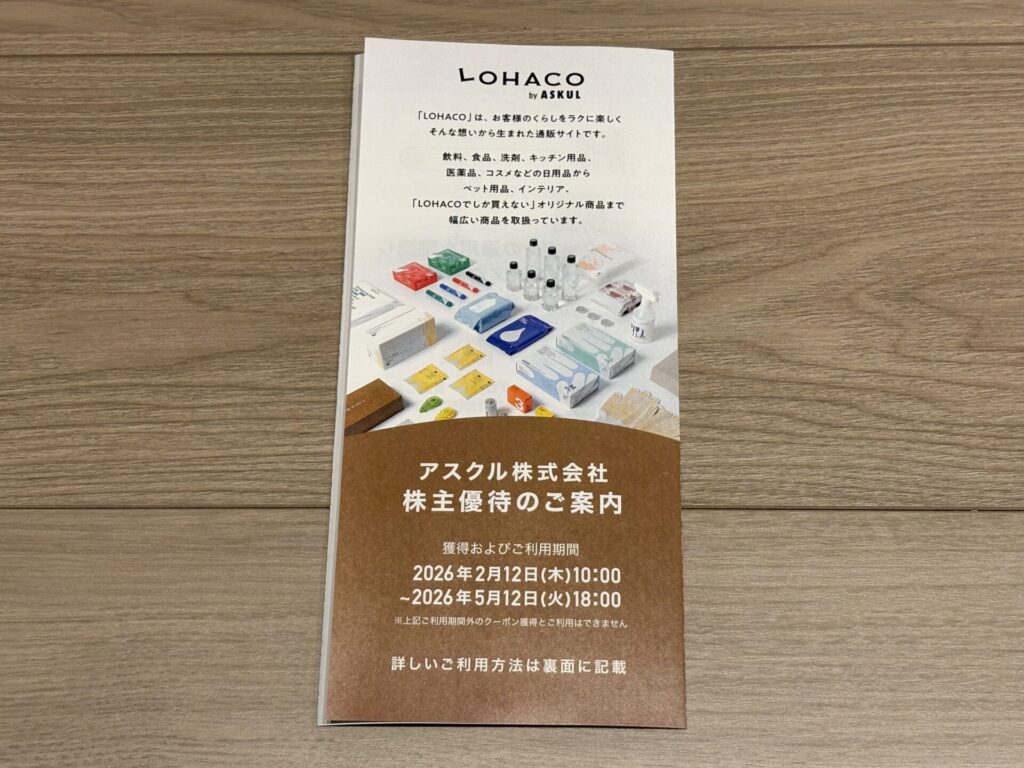 LOHACO
by ASKUL
「LOHACO」は、お客様のくらしをラクに楽しく
そんな想いから生まれた通販サイトです。
飲料、食品、洗剤、キッチン用品、
医薬品、コスメなどの日用品から
ペット用品、インテリア、
「LOHACOでしか買えない」オリジナル商品まで
幅広い商品を取扱っています。
3
アスクル株式会社
株主優待のご案内
獲得およびご利用期間
2026年2月12日(木)10:00
~2026年5月12日(火)18:00
※上記ご利用期間外のクーポン獲得とご利用はできません
詳しいご利用方法は裏面に記載